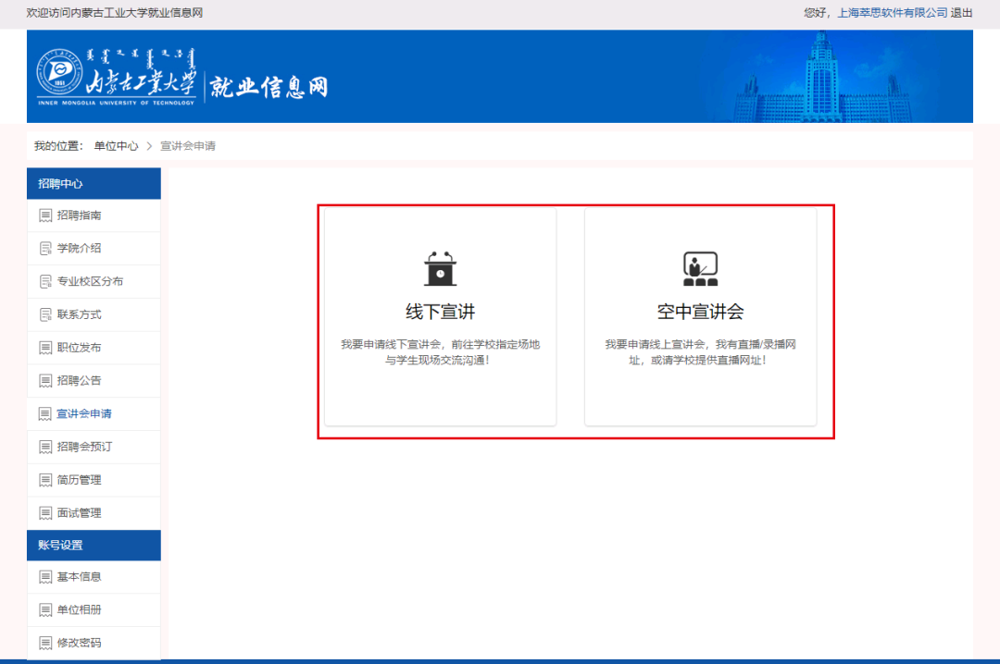 欢迎访问内蒙古工业大学就业信息网
您好，上海萃思软件有限公司 退出
1951
内蒙古工业大学
INNER MONGOLIA UNIVERSITY OF TECHNOLOGY
就业信息网
我的位置： 单位中心 > 宣讲会申请
招聘中心
招聘指南
学院介绍
专业校区分布
联系方式
职位发布
招聘公告
宣讲会申请
招聘会预订
简历管理
面试管理
账号设置
基本信息
单位相册
修改密码
线下宣讲
我要申请线下宣讲会，前往学校指定场地
与学生现场交流沟通！
空中宣讲会
我要申请线上宣讲会，我有直播/录播网
址，或请学校提供直播网址！